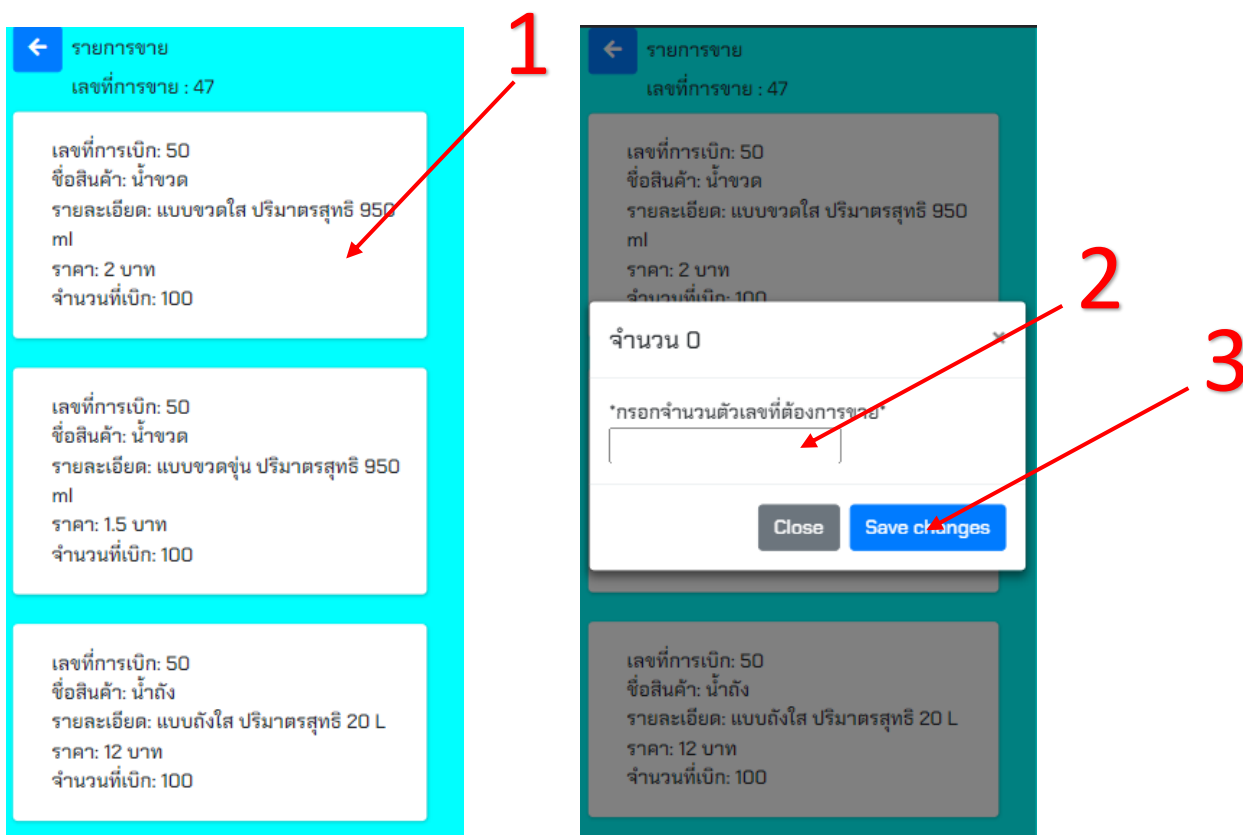 1
รายการขาย
เลขที่การขาย : 47
เลขที่การเบิก: 50
ชื่อสินค้า: น้ำขวด
รายละเอียด: แบบขวดใส ปริมาตรสุทธิ 950
ml
ราคา: 2 บาท
จำนวนที่เบิก: 100
เลขที่การเบิก: 50
ชื่อสินค้า: น้ำขวด
รายละเอียด: แบบขวดขุ่น ปริมาตรสุทธิ 950
ml
ราคา: 1.5 บาท
จำนวนที่เบิก: 100
เลขที่การเบิก: 50
ชื่อสินค้า: น้ำถัง
รายละเอียด: แบบถังใส ปริมาตรสุทธิ 20 L
ราคา: 12 บาท
จำนวนที่เบิก: 100
รายการขาย
เลขที่การขาย : 47
เลขที่การเบิก: 50
ชื่อสินค้า: น้ำขวด
รายละเอียด: แบบขวดใส ปริมาตรสุทธิ 950
ml
ราคา: 2 บาท
จำนวนที่เบิก: 100
2
จำนวน 0
×
3
*กรอกจำนวนตัวเลขที่ต้องการขาย*
Close
Save changes
เลขที่การเบิก: 50
ชื่อสินค้า: น้ำถัง
รายละเอียด: แบบถังใส ปริมาตรสุทธิ 20 L
ราคา: 12 บาท
จำนวนที่เบิก: 100